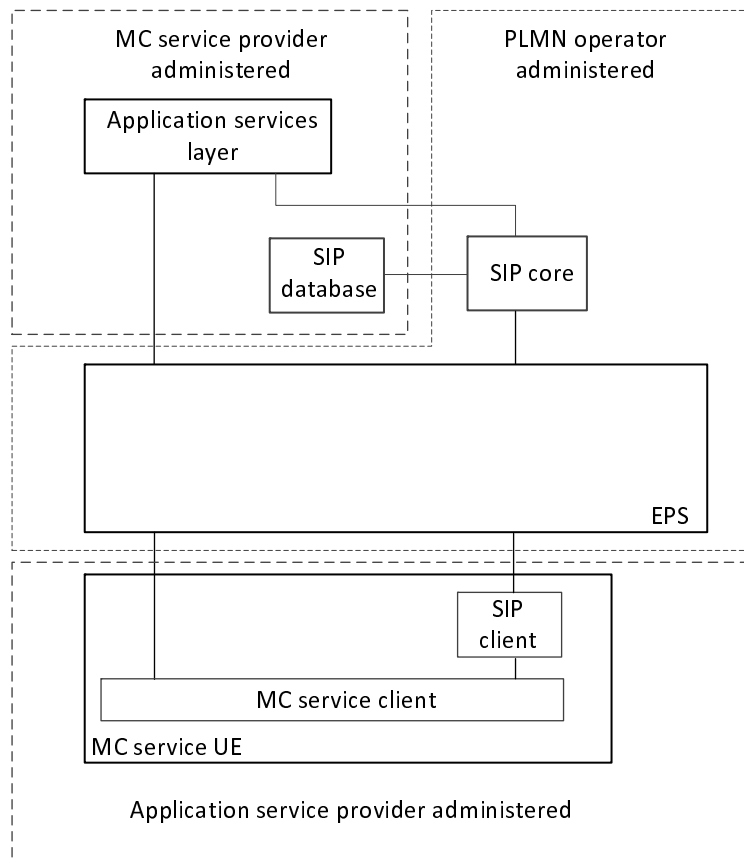 MC service provider
administered
PLMN operator
administered
Application services
layer
SIP
database
SIP core
EPS
SIP
client
MC service client
MC service UE
Application service provider administered